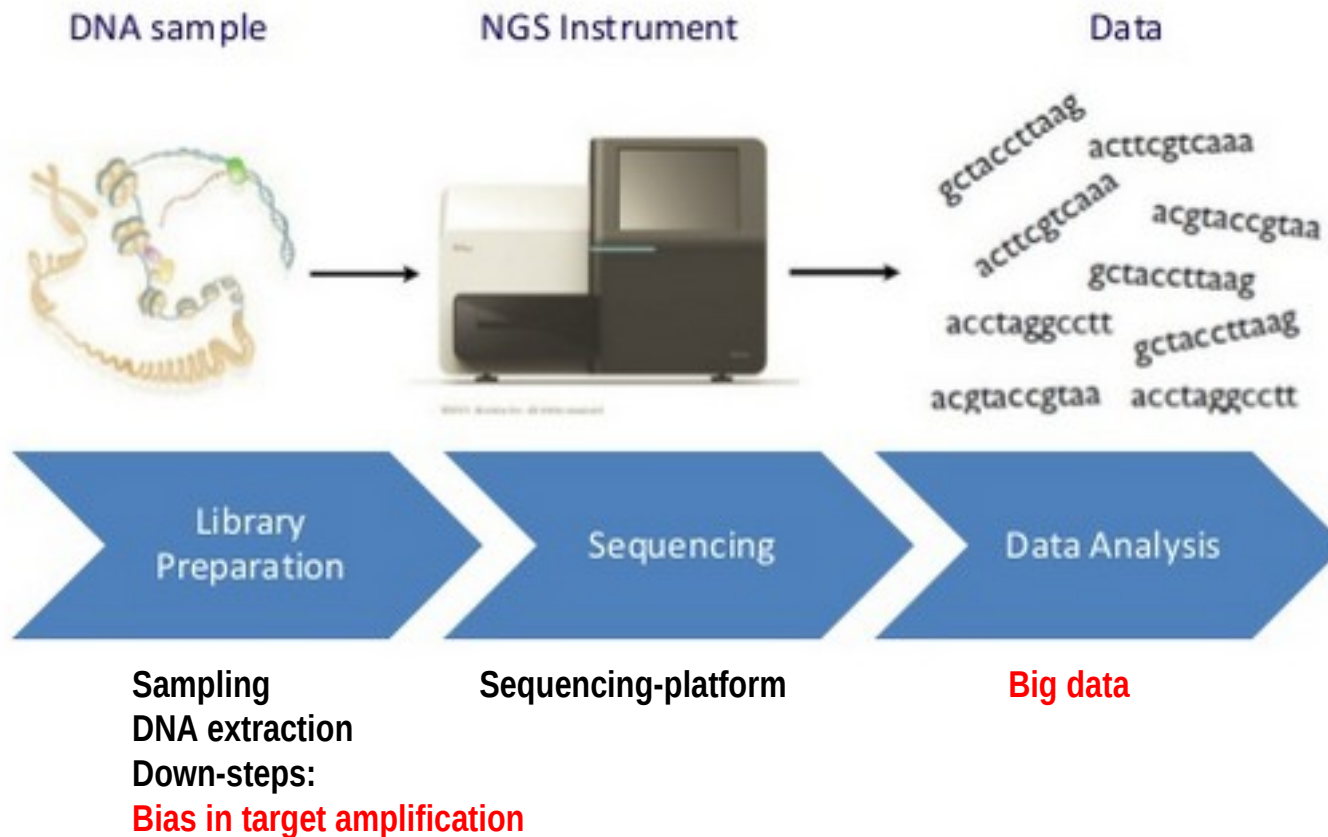 DNA sample
NGS Instrument
Data
gctaccttaag
acttcgtcaaa
acttcgtcaaa
acgtaccgtaa
gctaccttaag
acctaggcctt
gctaccttaag
acgtaccgtaa
acctaggcctt
Library
Preparation
Sequencing
Data Analysis
Sampling
DNA extraction
Down-steps:
Bias in target amplification
Sequencing-platform
Big data